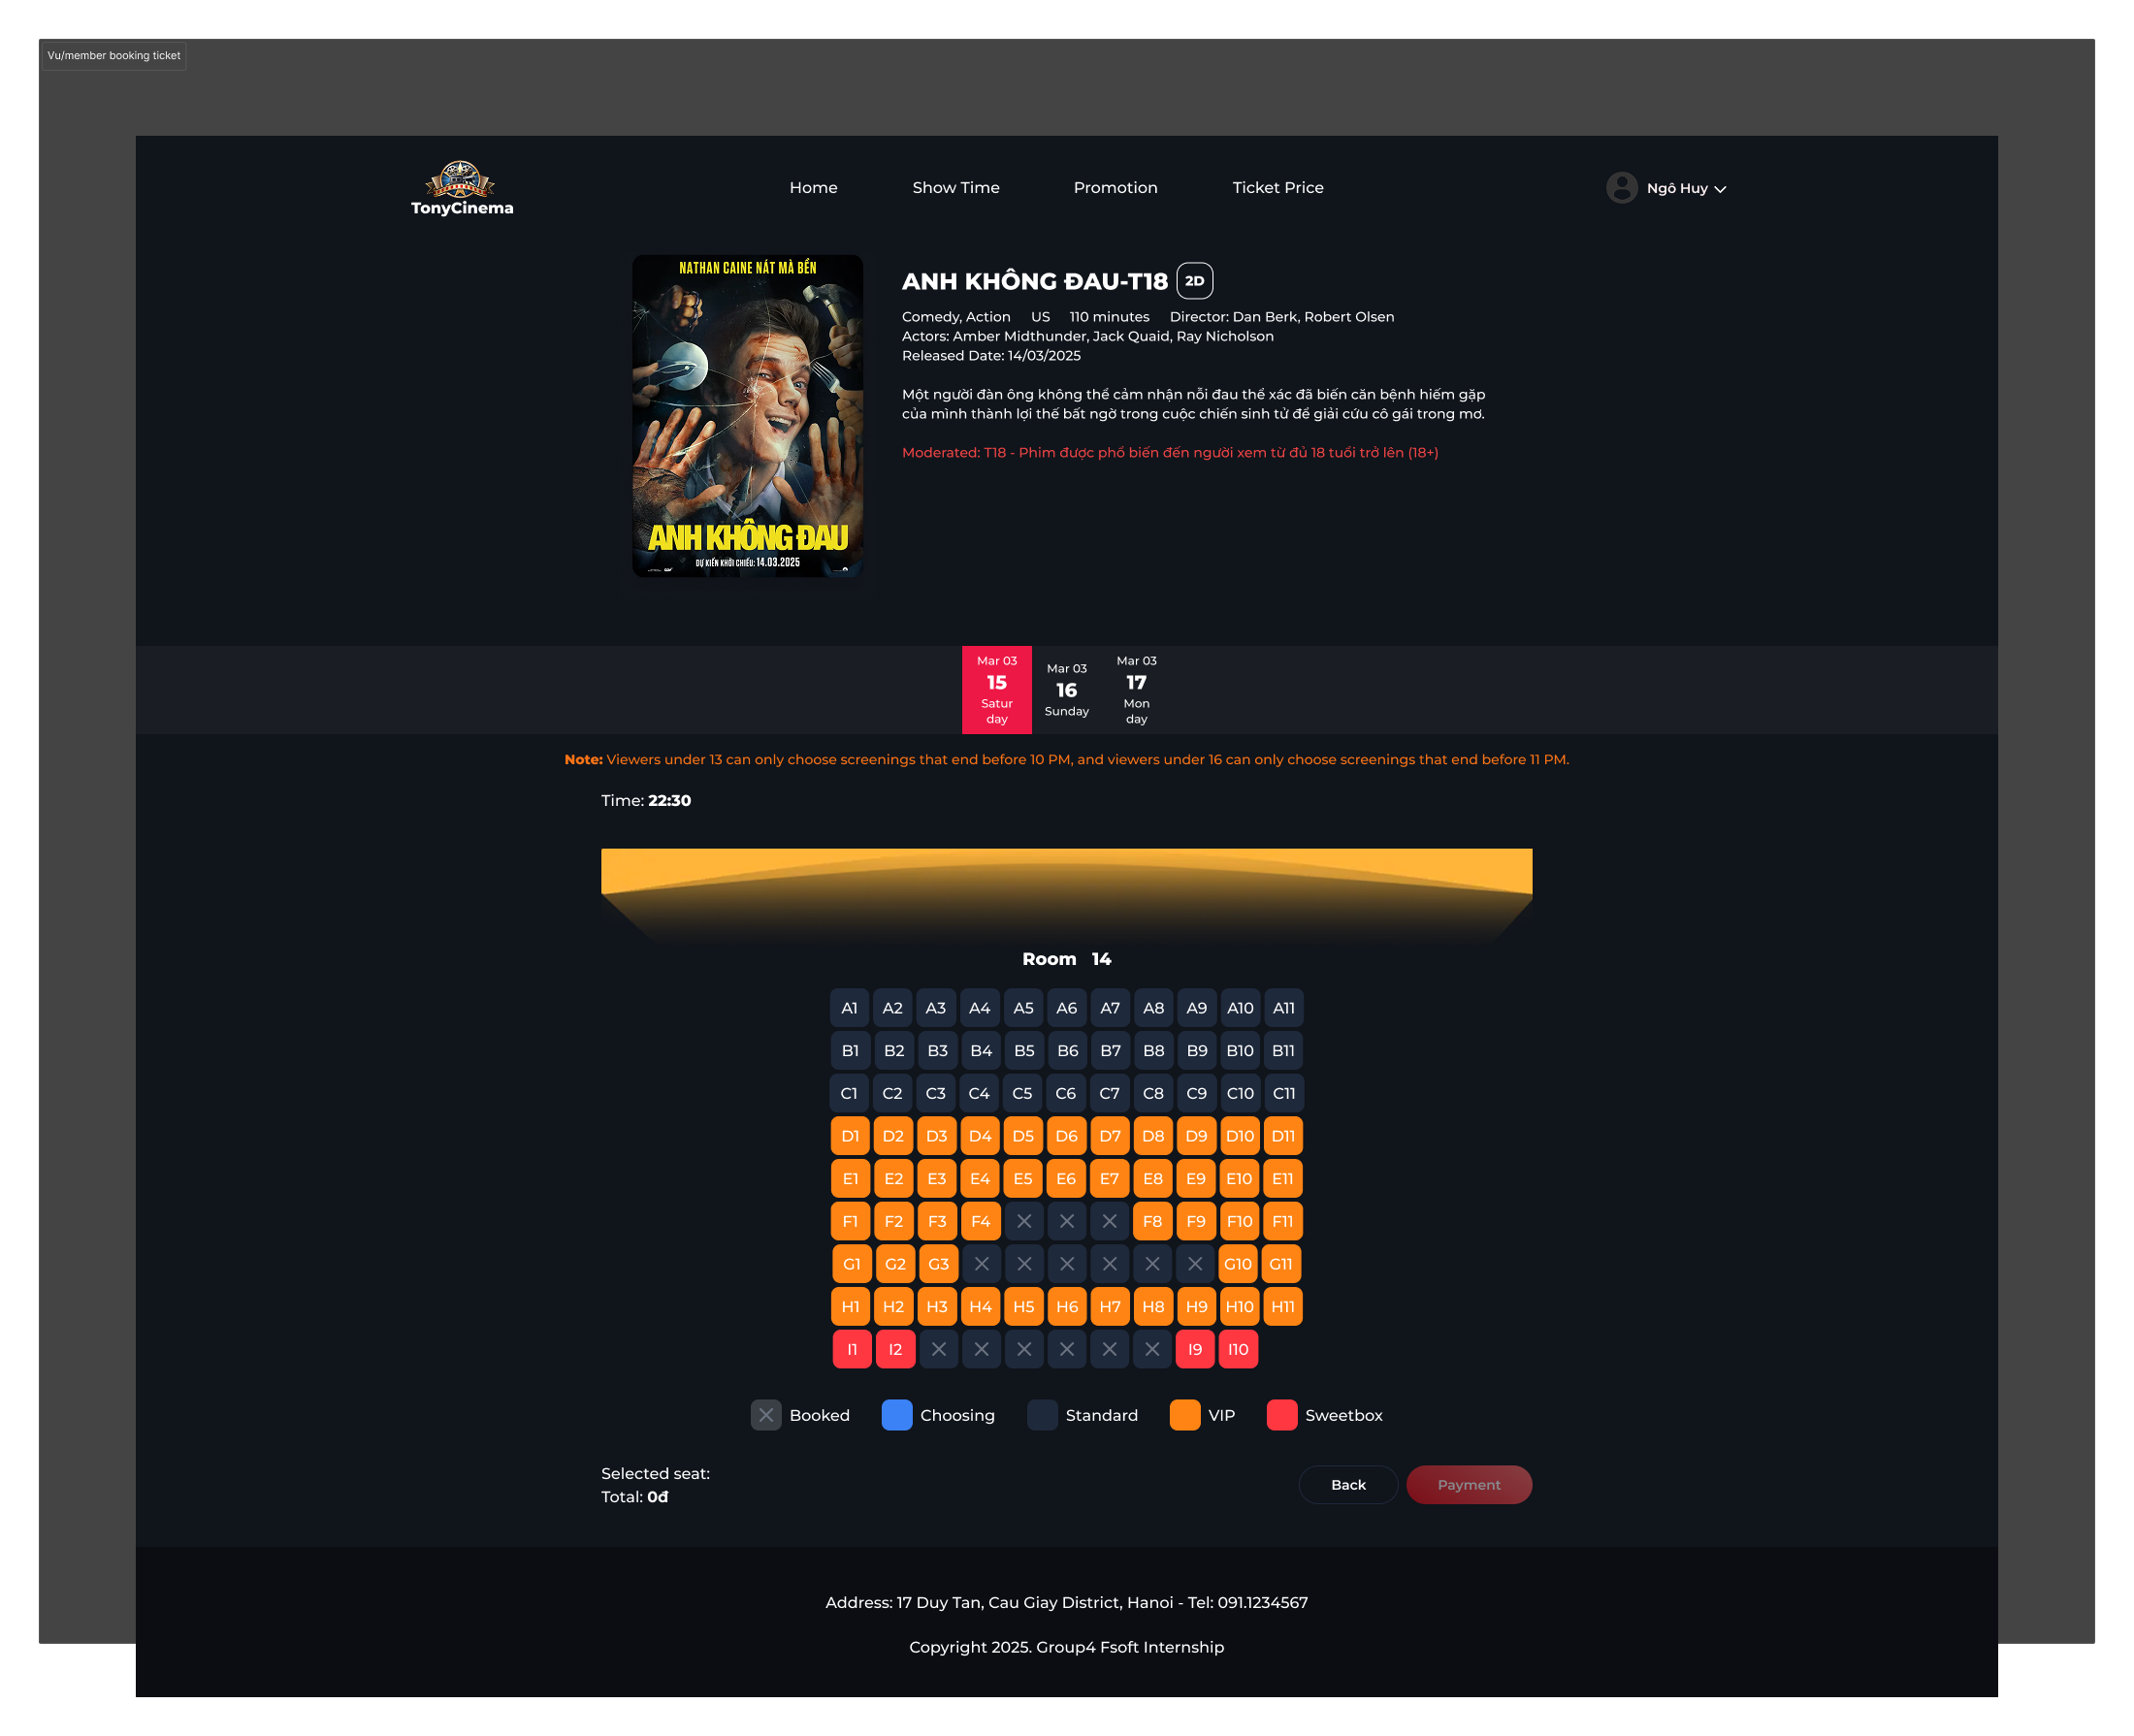 Vu/member booking ticket
TonyCinema
Home Show Time Promotion Ticket Price
Ngô Huy
NATHAN CAINE NÁT MÀ BỀN
ANH KHÔNG ĐAU
DỰ KIẾN KHỞI CHIẾU: 14.03.2025
ANH KHÔNG ĐAU-T18 2D
Comedy, Action US 110 minutes Director: Dan Berk, Robert Olsen
Actors: Amber Midthunder, Jack Quaid, Ray Nicholson
Released Date: 14/03/2025
Một người đàn ông không thể cảm nhận nỗi đau thể xác đã biến căn bệnh hiếm gặp
của mình thành lợi thế bất ngờ trong cuộc chiến sinh tử để giải cứu cô gái trong mơ.
Moderated: T18 - Phim được phổ biến đến người xem từ đủ 18 tuổi trở lên (18+)
Mar 03
15
Satur
day
Mar 03
16
Sunday
Mar 03
17
Mon
day
Note: Viewers under 13 can only choose screenings that end before 10 PM, and viewers under 16 can only choose screenings that end before 11 PM.
Time: 22:30
Room 14
A1 A2 A3 A4 A5 A6 A7 A8 A9 A10 A11
B1 B2 B3 B4 B5 B6 B7 B8 B9 B10 B11
C1 C2 C3 C4 C5 C6 C7 C8 C9 C10 C11
D1 D2 D3 D4 D5 D6 D7 D8 D9 D10 D11
E1 E2 E3 E4 E5 E6 E7 E8 E9 E10 E11
F1 F2 F3 F4 F8 F9 F10 F11
G1 G2 G3 G10 G11
H1 H2 H3 H4 H5 H6 H7 H8 H9 H10 H11
I1 I2 I9 I10
Booked Choosing Standard VIP Sweetbox
Selected seat:
Total: 0đ
Back Payment
Address: 17 Duy Tan, Cau Giay District, Hanoi - Tel: 091.1234567
Copyright 2025. Group4 Fsoft Internship